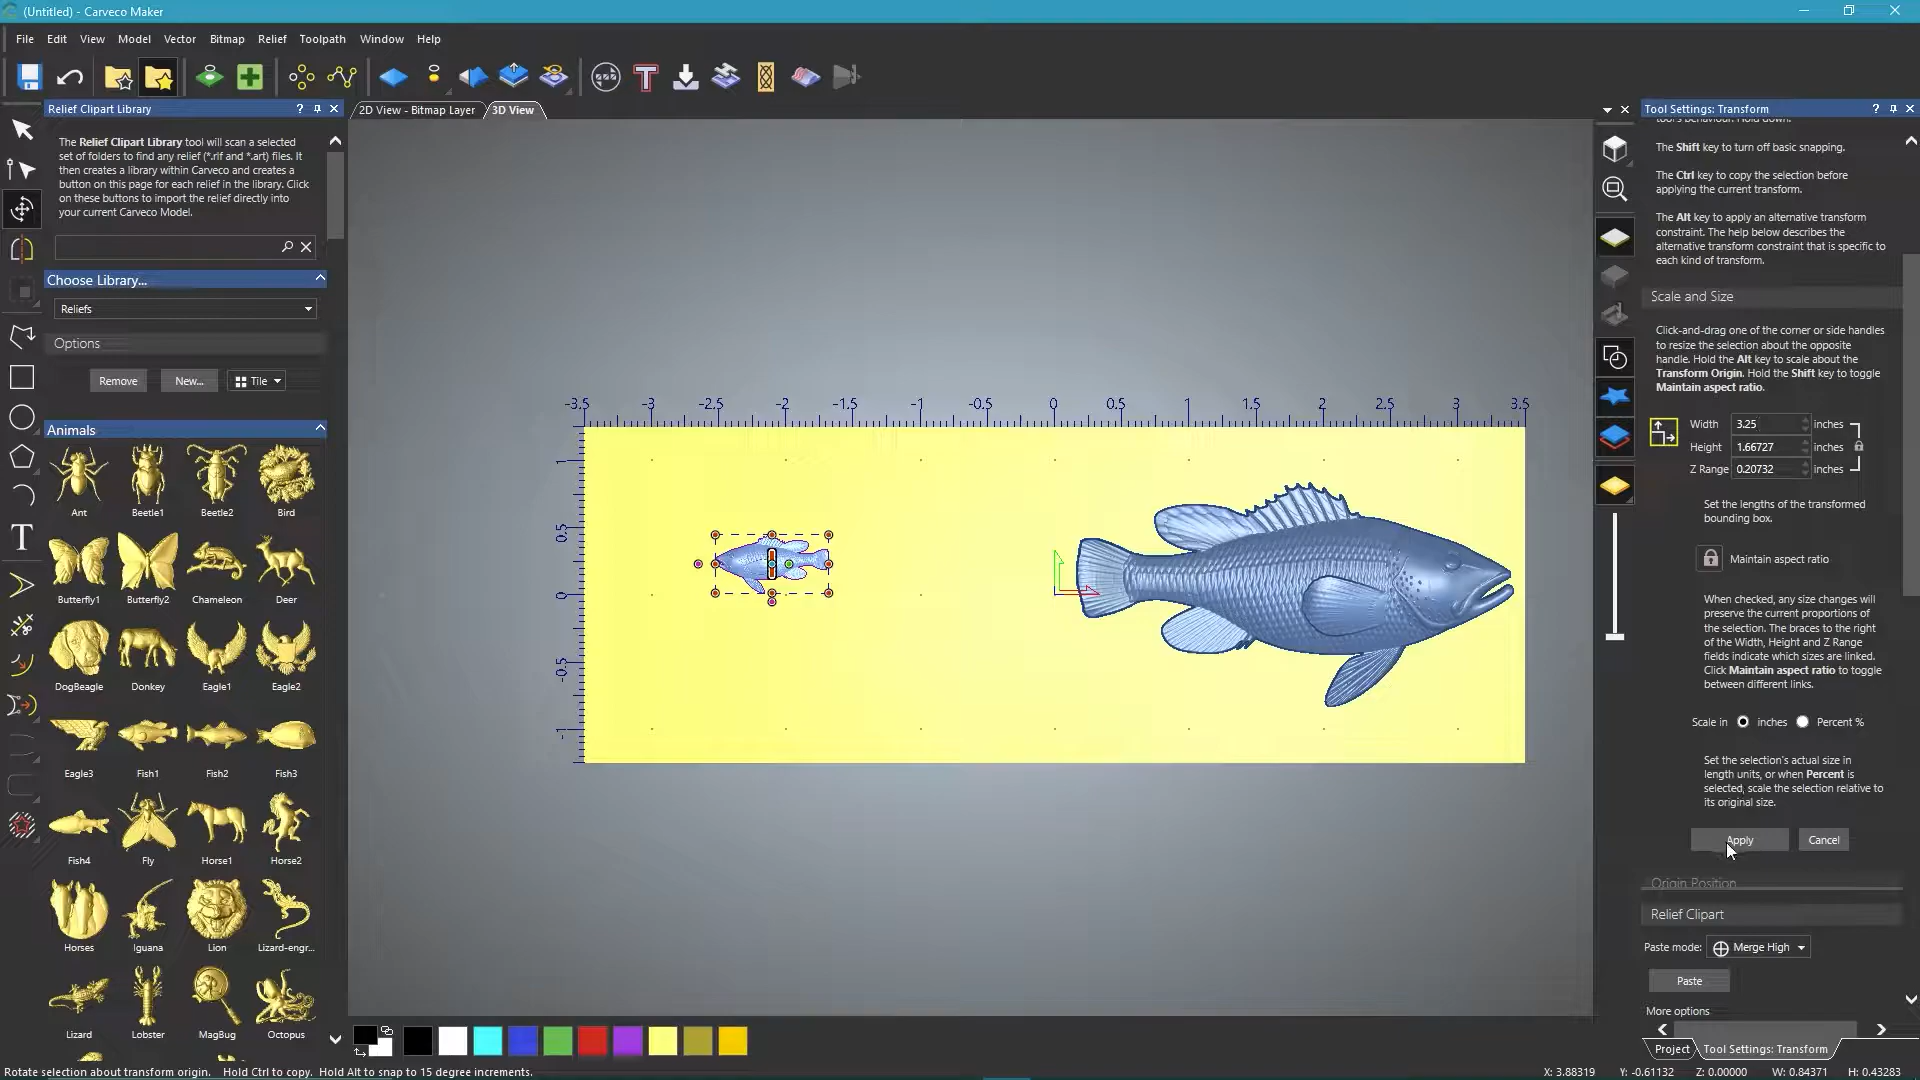 (Untitled) - Carveco Maker
File Edit View Model Vector Bitmap Relief Toolpath Window Help
Relief Clipart Library
The Relief Clipart Library tool will scan a selected
set of folders to find any relief (*.rlf and *.art) files. It
then creates a library within Carveco and creates a
button on this page for each relief in the library. Click
on these buttons to import the relief directly into
your current Carveco Model.
Choose Library...
Reliefs
Options
Remove New... Tile
Animals
Ant Beetle1 Beetle2 Bird
Butterfly1 Butterfly2 Chameleon Deer
DogBeagle Donkey Eagle1 Eagle2
Eagle3 Fish1 Fish2 Fish3
Fish4 Fly Horse1 Horse2
Horses Iguana Lion Lizard-engr...
Lizard Lobster MagBug Octopus
2D View - Bitmap Layer 3D View
-3.5 -3 -2.5 -2 -1.5 -1 -0.5 0 0.5 1 1.5 2 2.5 3 3.5
1
0.5
0
-0.5
-1
Tool Settings: Transform
The Shift key to turn off basic snapping.
The Ctrl key to copy the selection before
applying the current transform.
The Alt key to apply an alternative transform
constraint. The help below describes the
alternative transform constraint that is specific to
each kind of transform.
Scale and Size
Click-and-drag one of the corner or side handles
to resize the selection about the opposite
handle. Hold the Alt key to scale about the
Transform Origin. Hold the Shift key to toggle
Maintain aspect ratio.
Width 3.25 inches
Height 1.66727 inches
Z Range 0.20732 inches
Set the lengths of the transformed
bounding box.
Maintain aspect ratio
When checked, any size changes will
preserve the current proportions of
the selection. The braces to the right
of the Width, Height and Z Range
fields indicate which sizes are linked.
Click Maintain aspect ratio to toggle
between different links.
Scale in inches Percent %
Set the selection's actual size in
length units, or when Percent is
selected, scale the selection relative to
its original size.
Apply Cancel
Origin Position
Relief Clipart
Paste mode: Merge High
Paste
More options
Project Tool Settings: Transform
Rotate selection about transform origin. Hold Ctrl to copy. Hold Alt to snap to 15 degree increments.
X: 3.88319 Y: -0.61132 Z: 0.00000 W: 0.84371 H: 0.43283